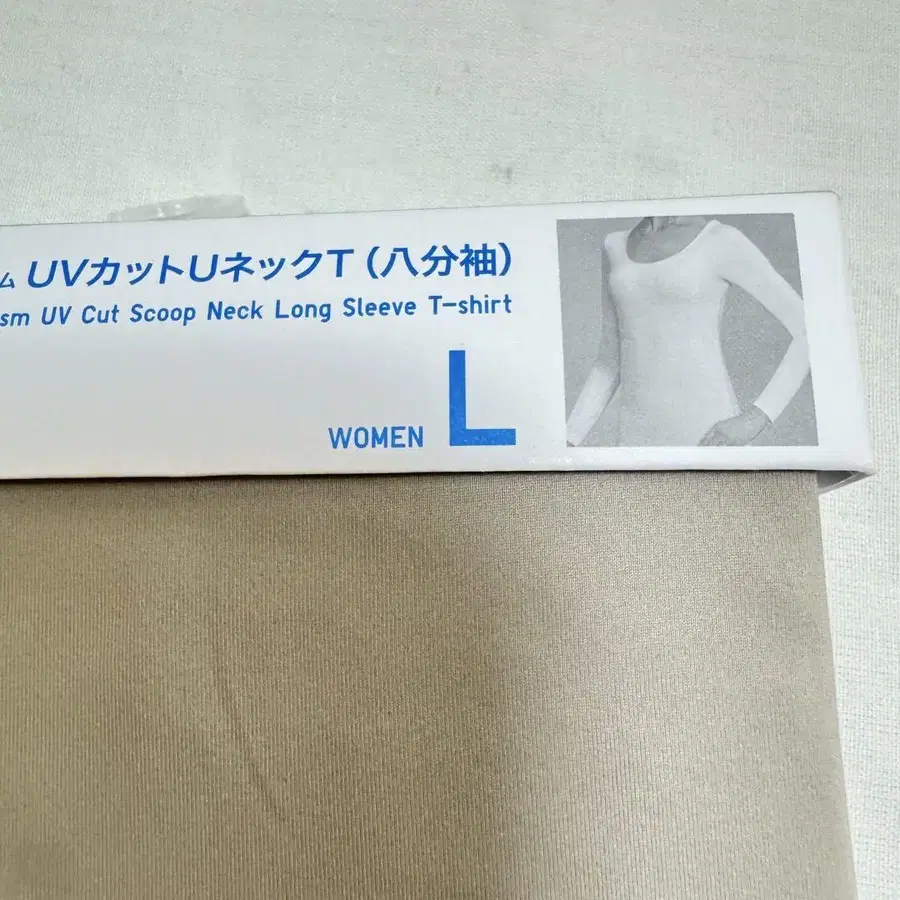 ム UVカットUネックT(八分袖)
sm UV Cut Scoop Neck Long Sleeve T-shirt
WOMEN L